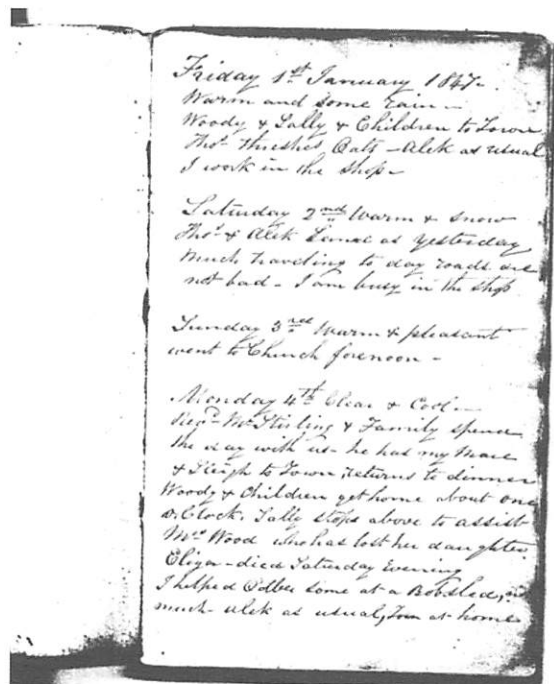 Friday 1st January 1847-
Warm and some rain-
Woody & Sally & Children to Town
Thos. thrashes Oats - Alek as usual
I work in the Shop-
Saturday 2nd Warm & snow
Thos. & Alek same as yesterday
Much traveling to day roads are
not bad - I am busy in the shop
Sunday 3rd Warm & pleasant
went to Church forenoon -
Monday 4th Clear & Cool-
Mr. Stirling & Family spend
the day with us - he has my Mare
& Sleigh to Town, returns to dinner
Woody & Children get home about one
o.Clock. Sally stops above to assist
Mrs Wood who has lost her daughter
Eliza - died Saturday Evening
I helped some at a Bobsled,
much - Alek as usual, Tom at home